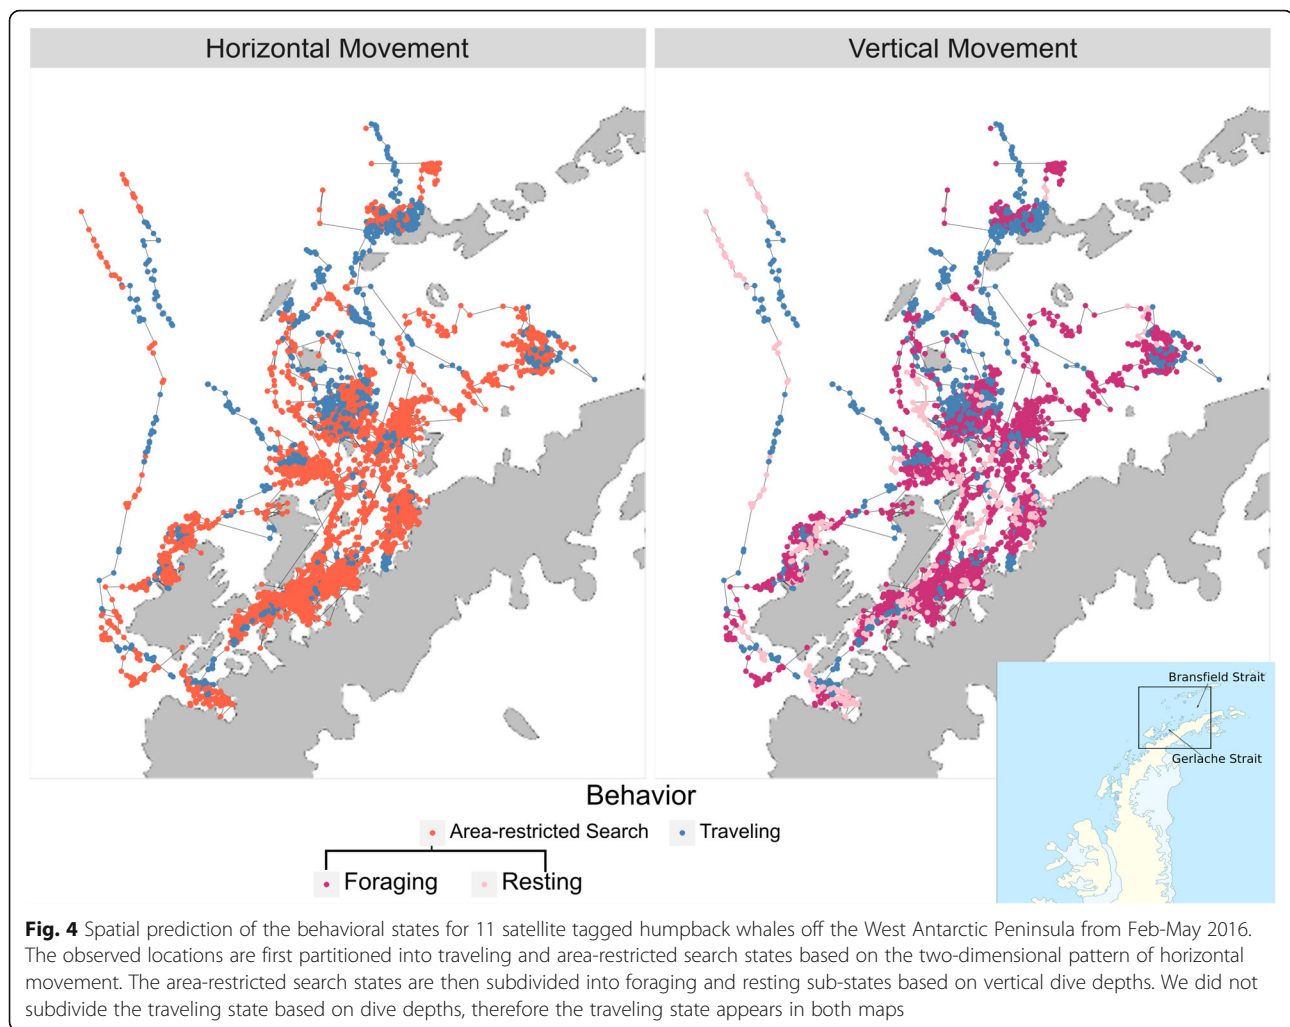 Horizontal Movement
Vertical Movement
Bransfield Strait
Gerlache Strait
Behavior
Area-restricted Search
Traveling
Foraging
Resting
Fig. 4 Spatial prediction of the behavioral states for 11 satellite tagged humpback whales off the West Antarctic Peninsula from Feb-May 2016.
The observed locations are first partitioned into traveling and area-restricted search states based on the two-dimensional pattern of horizontal
movement. The area-restricted search states are then subdivided into foraging and resting sub-states based on vertical dive depths. We did not
subdivide the traveling state based on dive depths, therefore the traveling state appears in both maps